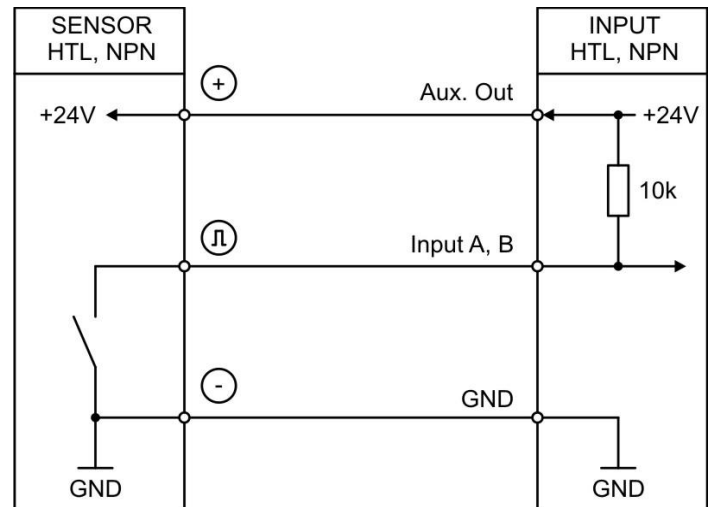 SENSOR
HTL, NPN
INPUT
HTL, NPN
+
Aux. Out
+24V
+24V
10k
Input A, B
-
GND
GND
GND